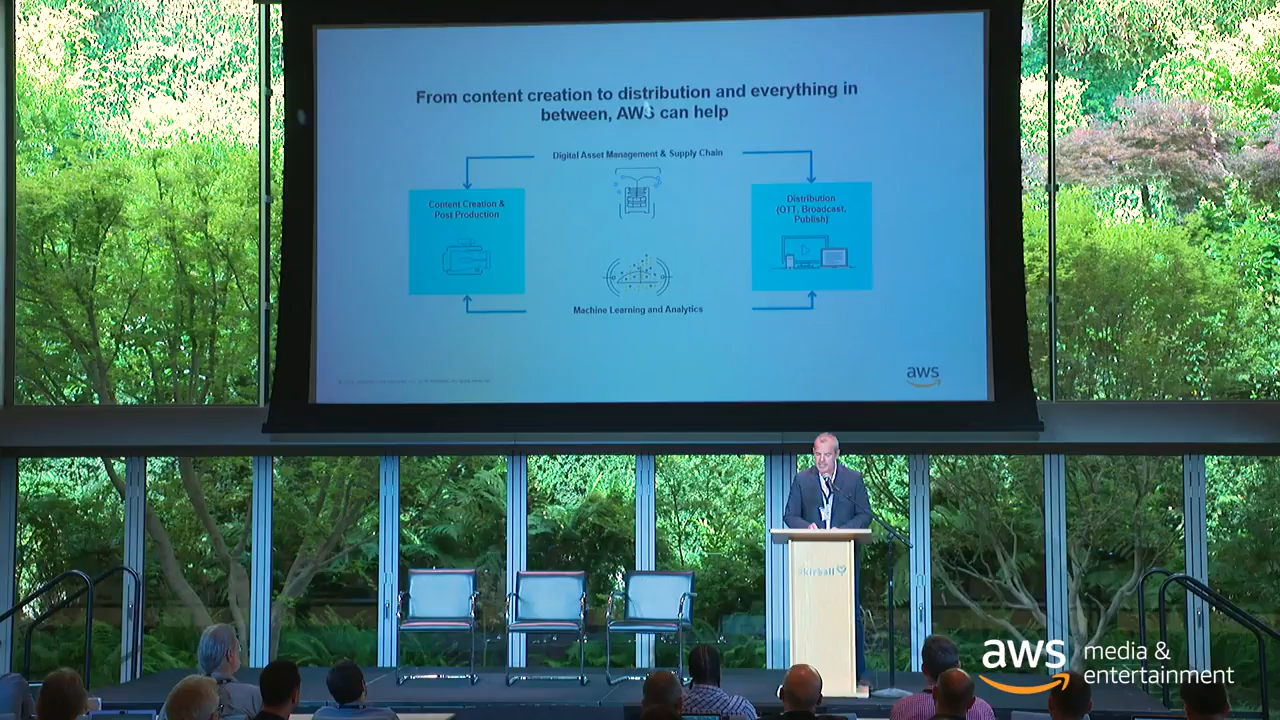 From content creation to distribution and everything in
between, AWS can help
Digital Asset Management & Supply Chain
Content Creation &
Post Production
Distribution
(OTT, Broadcast,
Publish)
Machine Learning and Analytics
aws
skirball
aws media &
entertainment